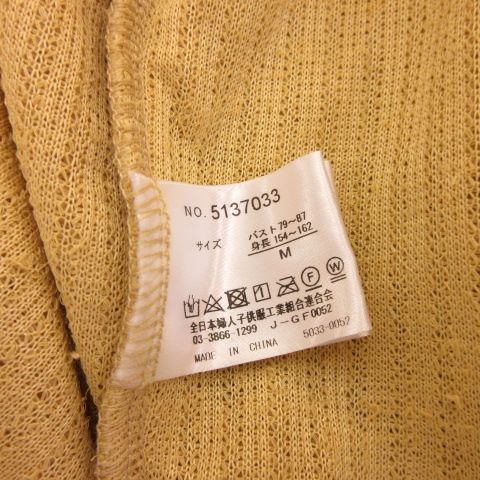 NO. 5137033
サイズ
バスト79~87
身長154~162
M
F
W
全日本婦人子供服工業組合連合会
03-3866-1299 J-GF0052
MADE IN CHINA
5033-0052